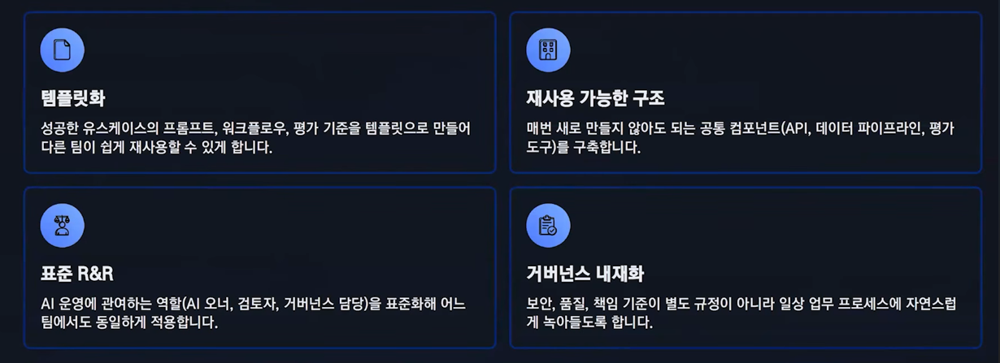 템플릿화
성공한 유스케이스의 프롬프트, 워크플로우, 평가 기준을 템플릿으로 만들어
다른 팀이 쉽게 재사용할 수 있게 합니다.
재사용 가능한 구조
매번 새로 만들지 않아도 되는 공통 컴포넌트(API, 데이터 파이프라인, 평가
도구)를 구축합니다.
표준 R&R
AI 운영에 관여하는 역할(AI 오너, 검토자, 거버넌스 담당)을 표준화해 어느
팀에서도 동일하게 적용합니다.
거버넌스 내재화
보안, 품질, 책임 기준이 별도 규정이 아니라 일상 업무 프로세스에 자연스럽
게 녹아들도록 합니다.